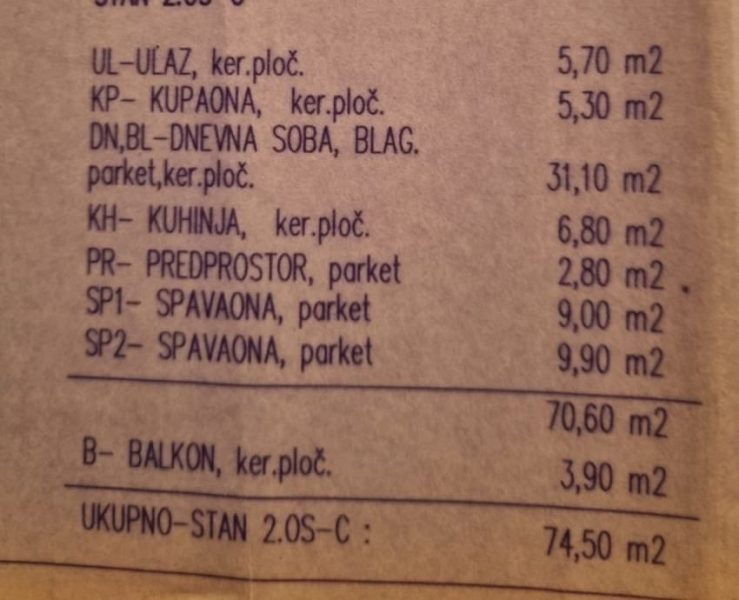 STAN 2.0S-C
UL-ULAZ, ker.ploč. 5,70 m2
KP- KUPAONA, ker.ploč. 5,30 m2
DN,BL-DNEVNA SOBA, BLAG.
parket,ker.ploč. 31,10 m2
KH- KUHINJA, ker.ploč. 6,80 m2
PR- PREDPROSTOR, parket 2,80 m2
SP1- SPAVAONA, parket 9,00 m2
SP2- SPAVAONA, parket 9,90 m2
70,60 m2
B- BALKON, ker.ploč. 3,90 m2
UKUPNO-STAN 2.0S-C : 74,50 m2